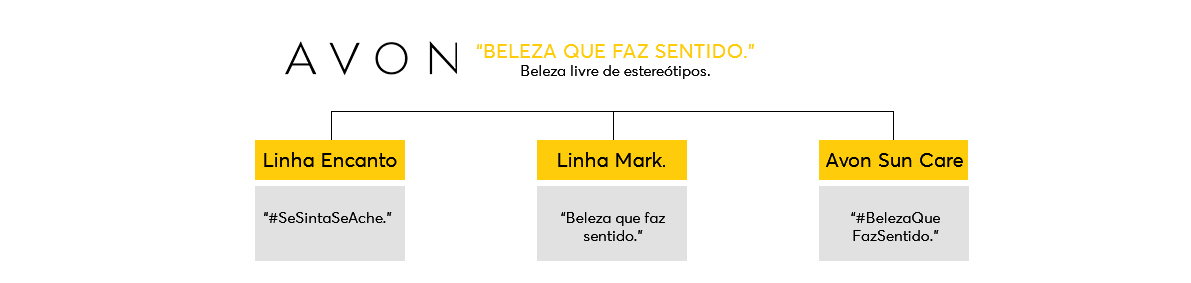 AVON
“BELEZA QUE FAZ SENTIDO.”
Beleza livre de estereótipos.
Linha Encanto
Linha Mark.
Avon Sun Care
“#SeSintaSeAche.”
“Beleza que faz
sentido.”
“#BelezaQue
FazSentido.”